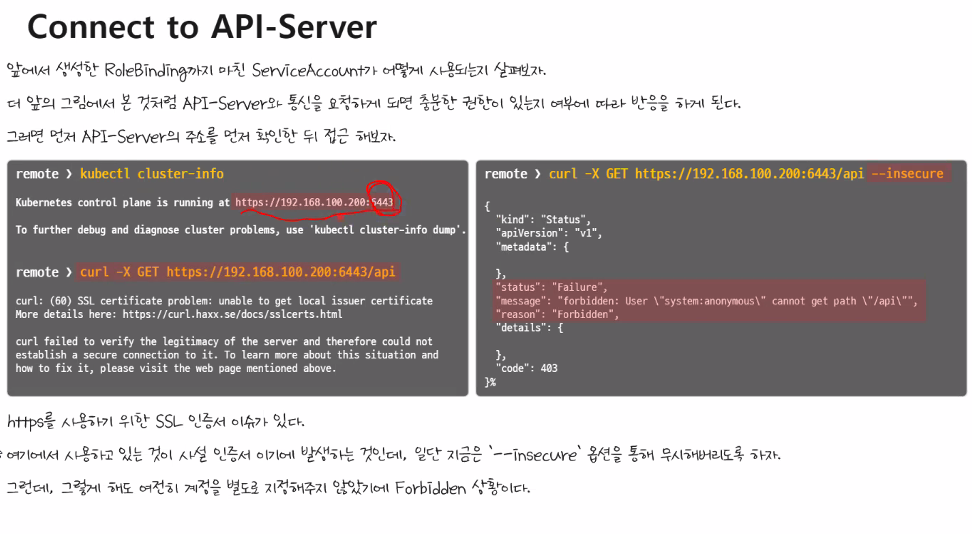 Connect to API-Server
앞에서 생성한 RoleBinding까지 마친 ServiceAccount가 어떻게 사용되는지 살펴보자.
더 앞의 그림에서 본 것처럼 API-Server와 통신을 요청하게 되면 충분한 권한이 있는지 여부에 따라 반응을 하게 된다.
그러면 먼저 API-Server의 주소를 먼저 확인한 뒤 접근 해보자.
remote ❯ kubectl cluster-info
Kubernetes control plane is running at https://192.168.100.200:6443
To further debug and diagnose cluster problems, use 'kubectl cluster-info dump'.
remote ❯ curl -X GET https://192.168.100.200:6443/api
curl: (60) SSL certificate problem: unable to get local issuer certificate
More details here: https://curl.haxx.se/docs/sslcerts.html
curl failed to verify the legitimacy of the server and therefore could not
establish a secure connection to it. To learn more about this situation and
how to fix it, please visit the web page mentioned above.
remote ❯ curl -X GET https://192.168.100.200:6443/api --insecure
{
"kind": "Status",
"apiVersion": "v1",
"metadata": {
},
"status": "Failure",
"message": "forbidden: User \"system:anonymous\" cannot get path \"/api\"",
"reason": "Forbidden",
"details": {
},
"code": 403
}%
https를 사용하기 위한 SSL 인증서 이슈가 있다.
여기에서 사용하고 있는 것이 사설 인증서 이기에 발생하는 것인데, 일단 지금은 `--insecure` 옵션을 통해 무시해버리도록 하자.
그런데, 그렇게 해도 여전히 계정을 별도로 지정해주지 않았기에 Forbidden 상황이다.